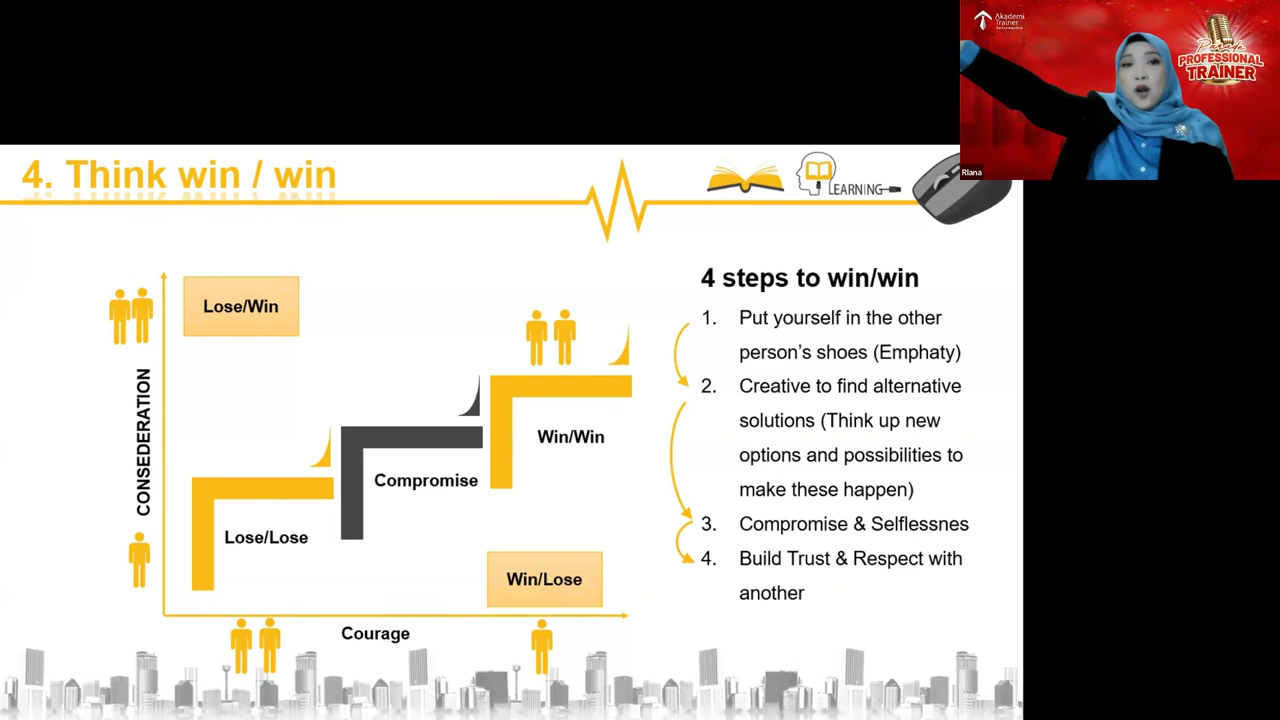 Akademi
Trainer
Pitch
PROFESSIONAL
TRAINER
RIana
4. Think win / win
LEARNING
4 steps to win/win
1. Put yourself in the other
person's shoes (Emphaty)
2. Creative to find alternative
solutions (Think up new
options and possibilities to
make these happen)
3. Compromise & Selflessnes
4. Build Trust & Respect with
another
Lose/Win
CONSEDERATION
Win/Win
Compromise
Lose/Lose
Win/Lose
Courage